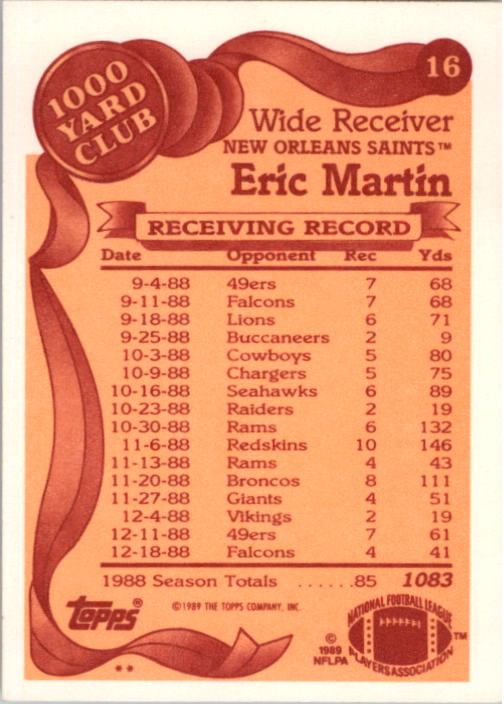 16
1000
YARD
CLUB
Wide Receiver
NEW ORLEANS SAINTS™
Eric Martin
RECEIVING RECORD
Date Opponent Rec Yds
9-4-88 49ers 7 68
9-11-88 Falcons 7 68
9-18-88 Lions 6 71
9-25-88 Buccaneers 2 9
10-3-88 Cowboys 5 80
10-9-88 Chargers 5 75
10-16-88 Seahawks 6 89
10-23-88 Raiders 2 19
10-30-88 Rams 6 132
11-6-88 Redskins 10 146
11-13-88 Rams 4 43
11-20-88 Broncos 8 111
11-27-88 Giants 4 51
12-4-88 Vikings 2 19
12-11-88 49ers 7 61
12-18-88 Falcons 4 41
1988 Season Totals ......85 1083
topps®
©1989 THE TOPPS COMPANY, INC.
©
1989
NFLPA
NATIONAL FOOTBALL LEAGUE
PLAYERS ASSOCIATION™
**